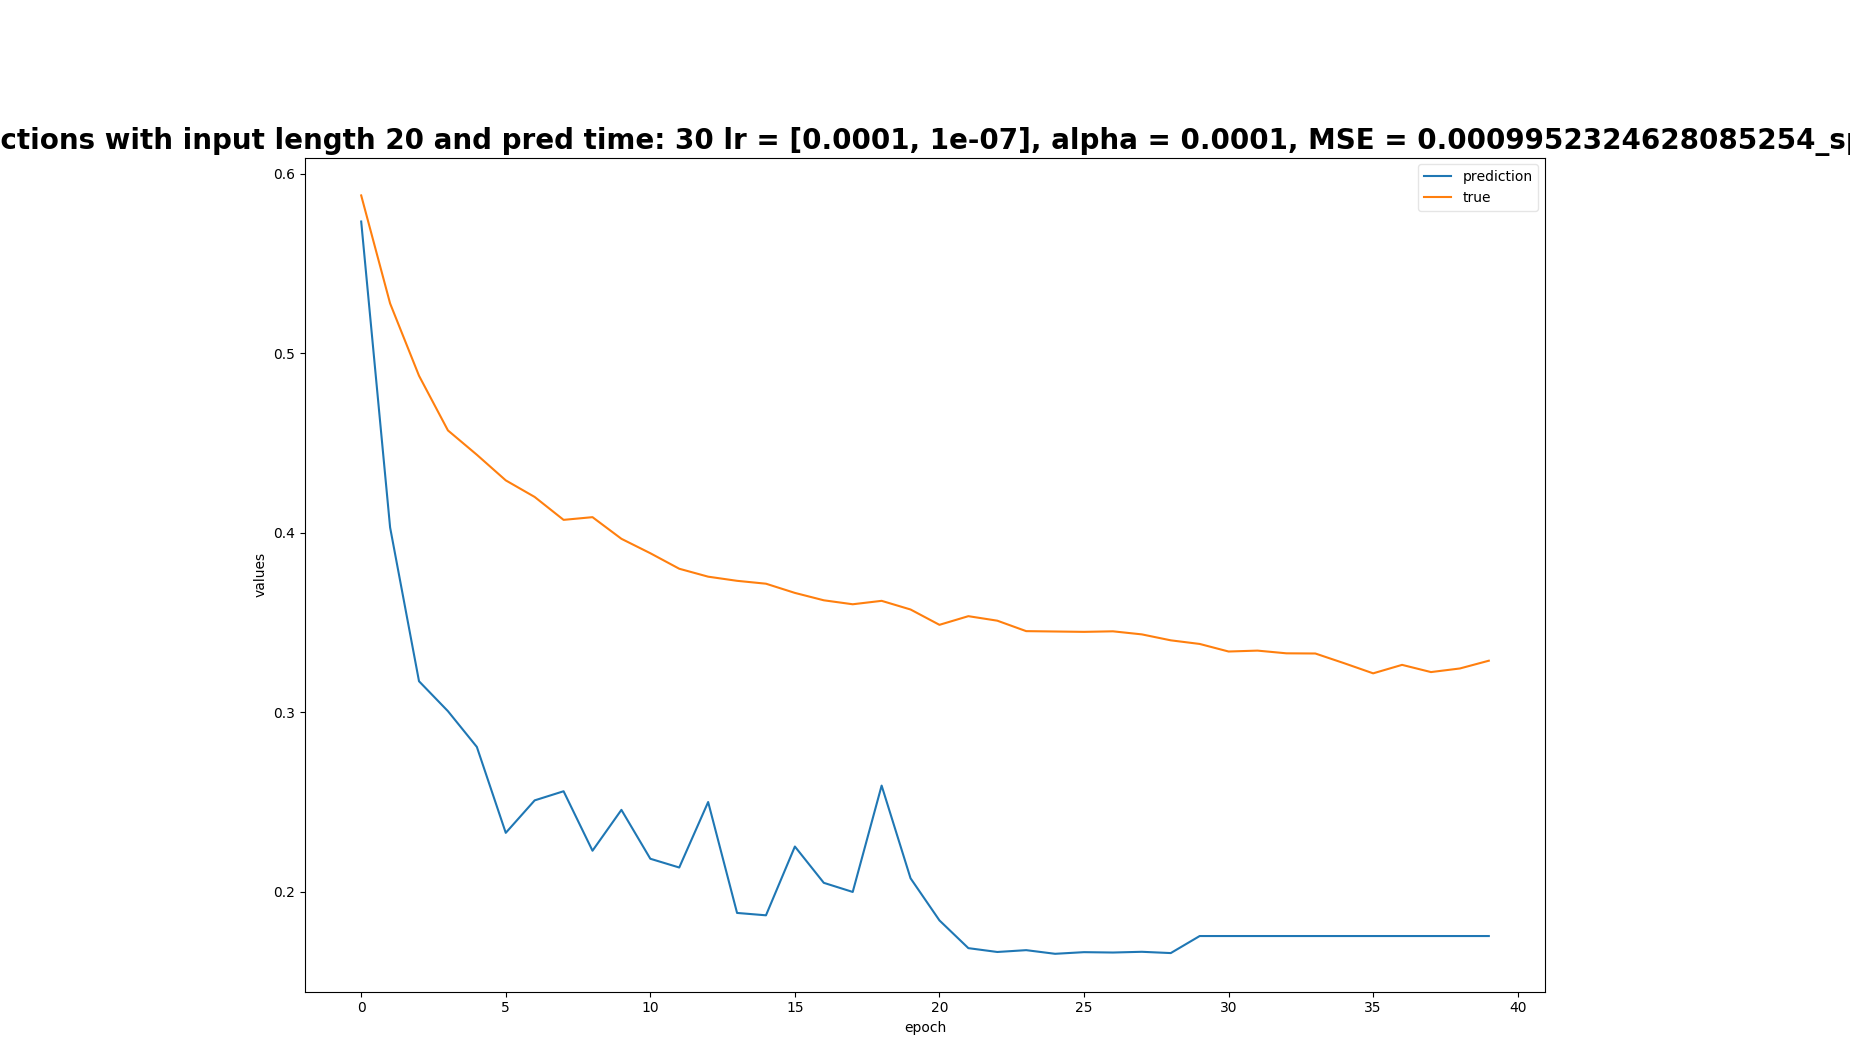 ctions with input length 20 and pred time: 30 lr = [0.0001, 1e-07], alpha = 0.0001, MSE = 0.0009952324628085254_sp
prediction
true
0.6
0.5
0.4
0.3
0.2
values
0
5
10
15
20
25
30
35
40
epoch